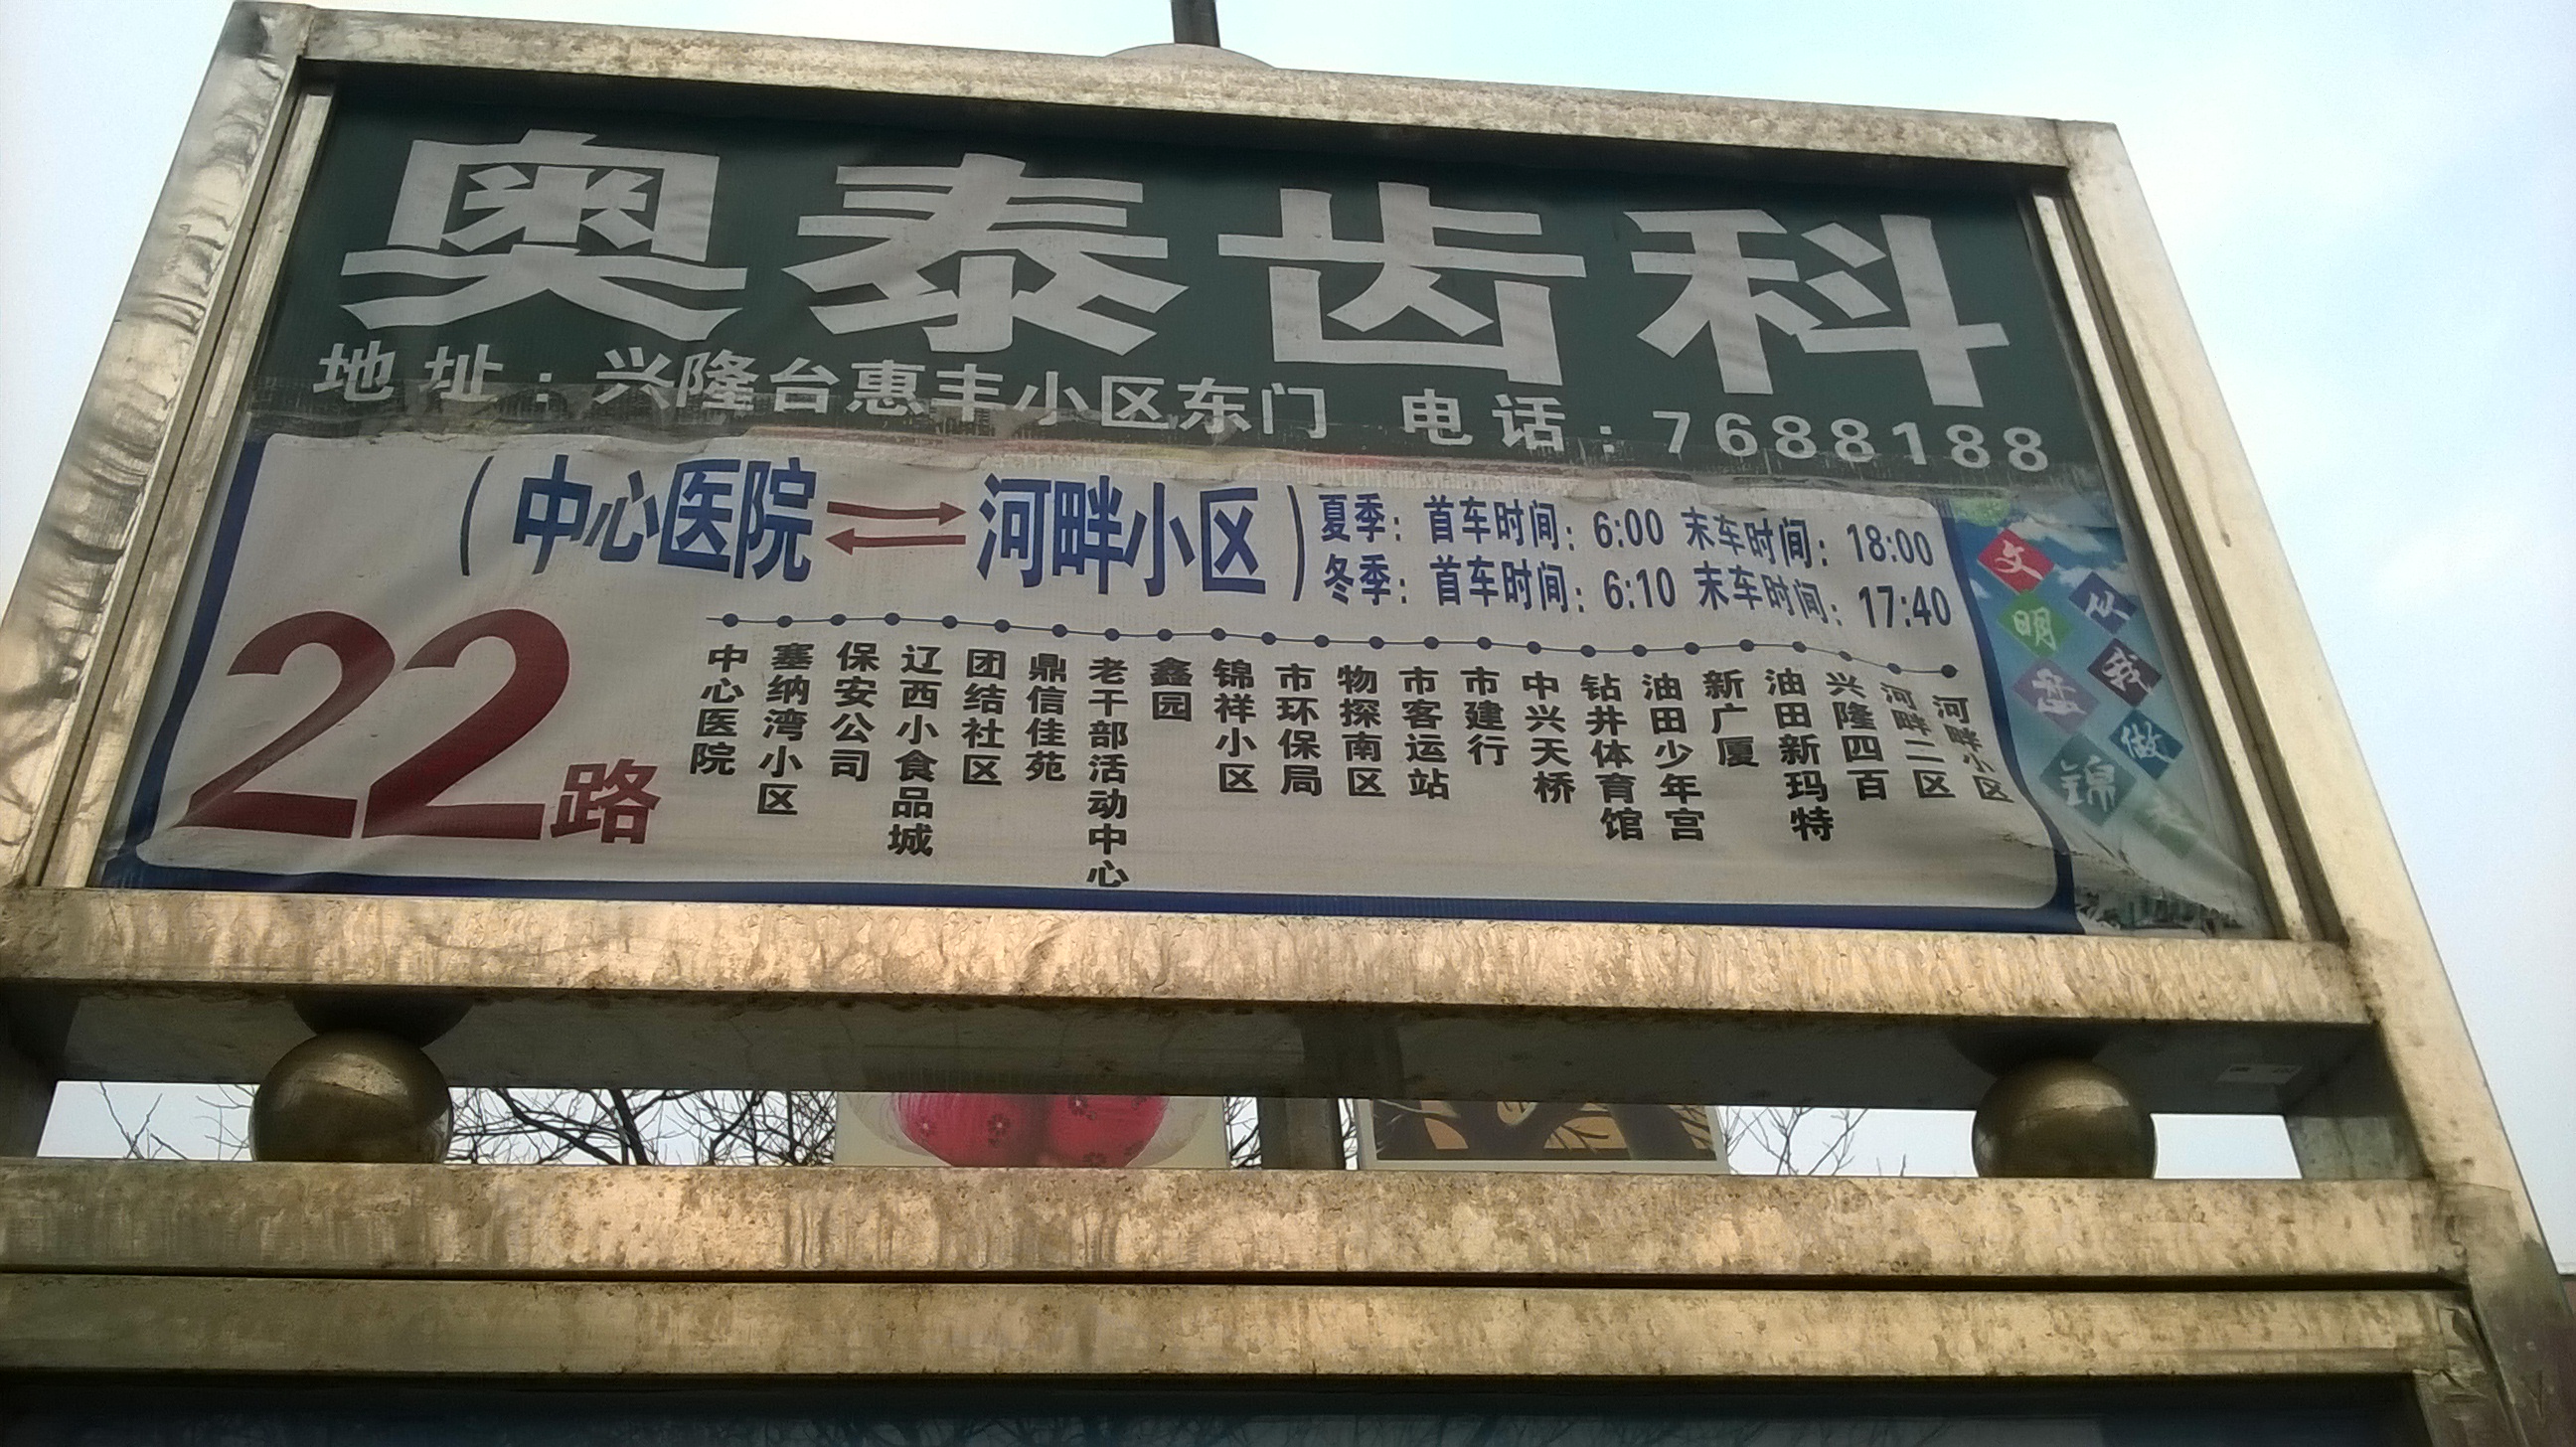 奥泰齿科
地址：兴隆台惠丰小区东门 电话：7688188
（中心医院⇌河畔小区）
夏季：首车时间：6:00 末车时间：18:00
冬季：首车时间：6:10 末车时间：17:40
22路
中心医院
塞纳湾小区
保安公司
辽西小食品城
团结社区
鼎信佳苑
老干部活动中心
鑫园
锦祥小区
市环保局
物探南区
市客运站
市建行
中兴天桥
钻井体育馆
油田少年宫
新广厦
油田新玛特
兴隆四百
河畔二区
河畔小区
文明
从我做
锦